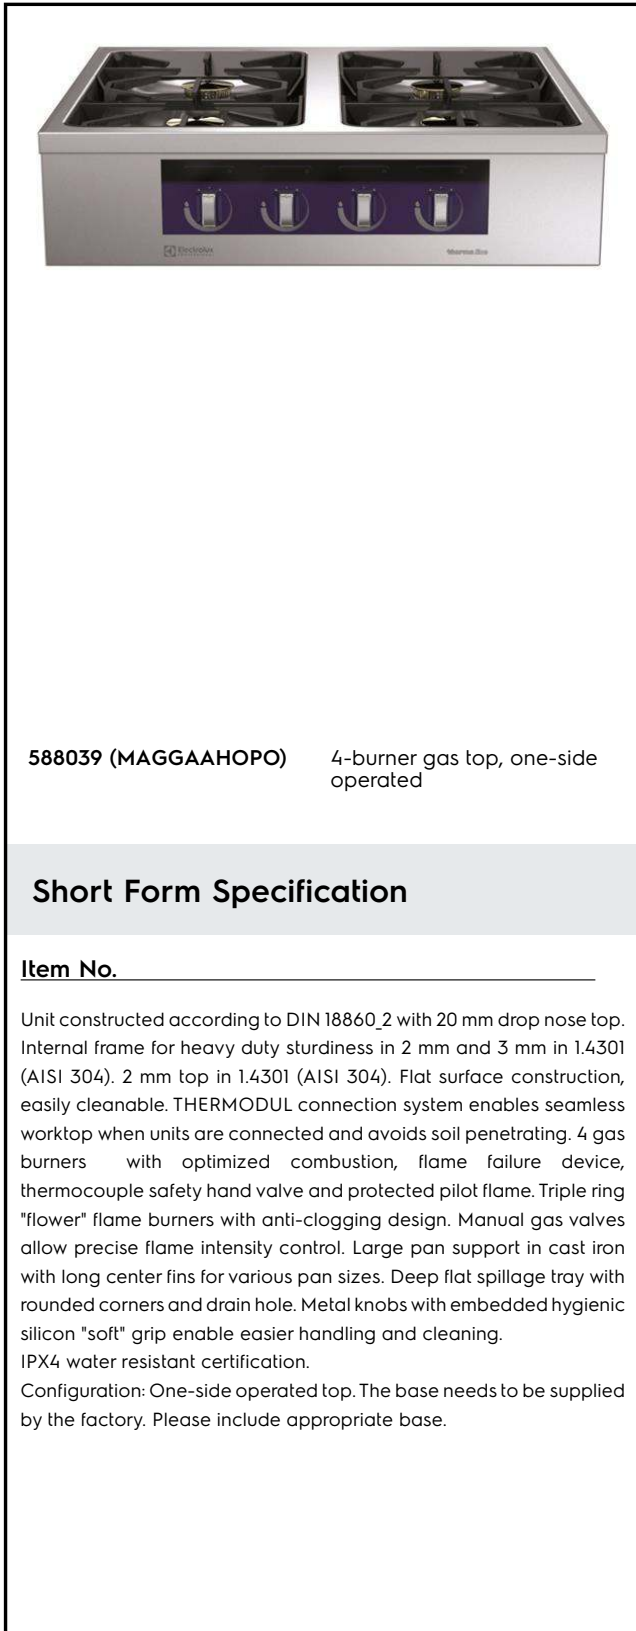 Electrolux
588039 (MAGGAAHOPO)
4-burner gas top, one-side
operated
Short Form Specification
Item No.
Unit constructed according to DIN 18860_2 with 20 mm drop nose top.
Internal frame for heavy duty sturdiness in 2 mm and 3 mm in 1.4301
(AISI 304). 2 mm top in 1.4301 (AISI 304). Flat surface construction,
easily cleanable. THERMODUL connection system enables seamless
worktop when units are connected and avoids soil penetrating. 4 gas
burners with optimized combustion, flame failure device,
thermocouple safety hand valve and protected pilot flame. Triple ring
"flower" flame burners with anti-clogging design. Manual gas valves
allow precise flame intensity control. Large pan support in cast iron
with long center fins for various pan sizes. Deep flat spillage tray with
rounded corners and drain hole. Metal knobs with embedded hygienic
silicon "soft" grip enable easier handling and cleaning.
IPX4 water resistant certification.
Configuration: One-side operated top. The base needs to be supplied
by the factory. Please include appropriate base.